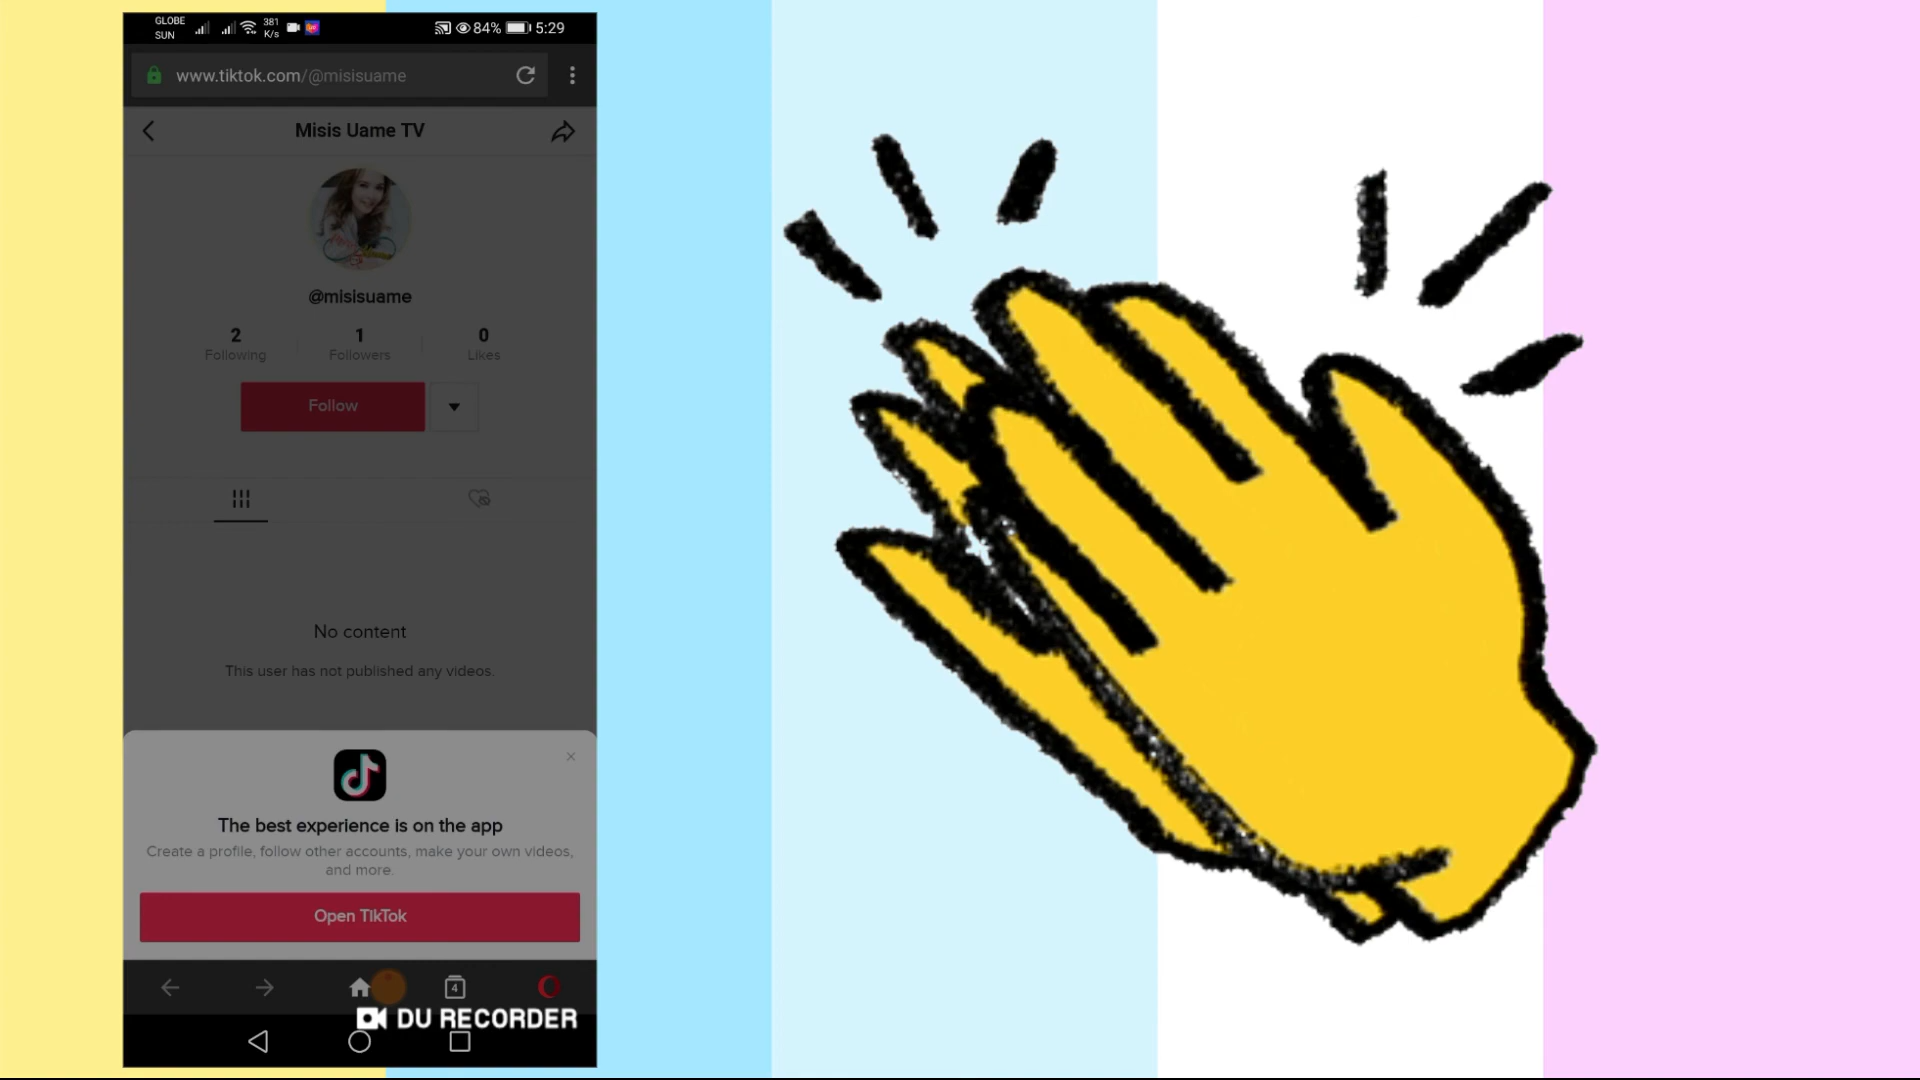 GLOBE
SUN
381
K/s
84%
5:29
www.tiktok.com/@misisuame
Misis Uame TV
@misisuame
2 1 0
Following Followers Likes
Follow
No content
This user has not published any videos.
The best experience is on the app
Create a profile, follow other accounts, make your own videos,
and more.
Open TikTok
4
DU RECORDER